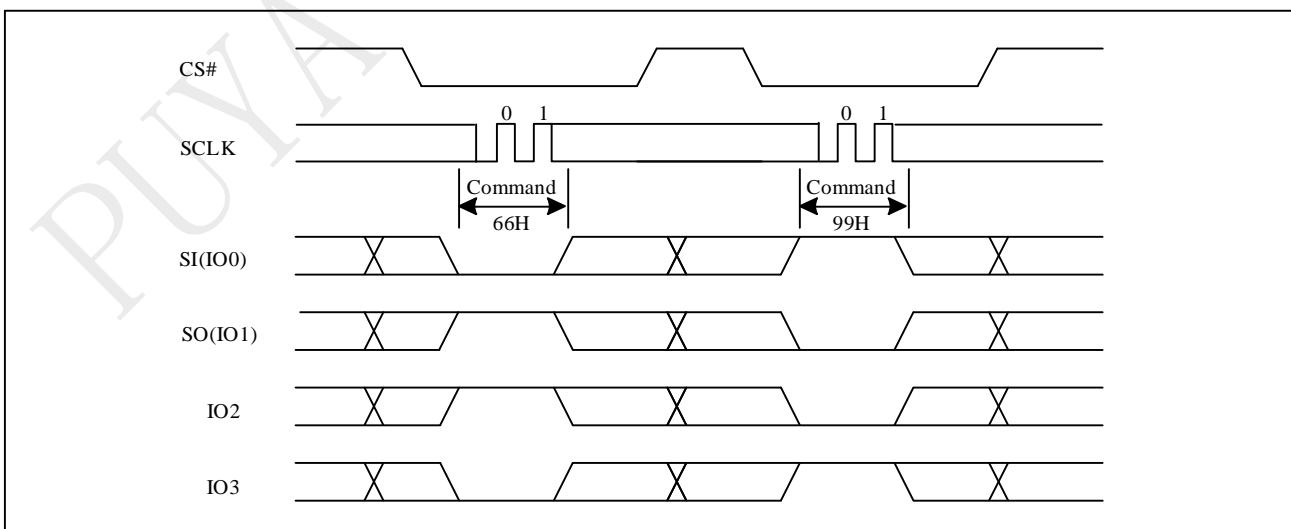 PUYA
CS#
0 1 0 1
SCLK
Command Command
66H 99H
SI(IO0)
SO(IO1)
IO2
IO3